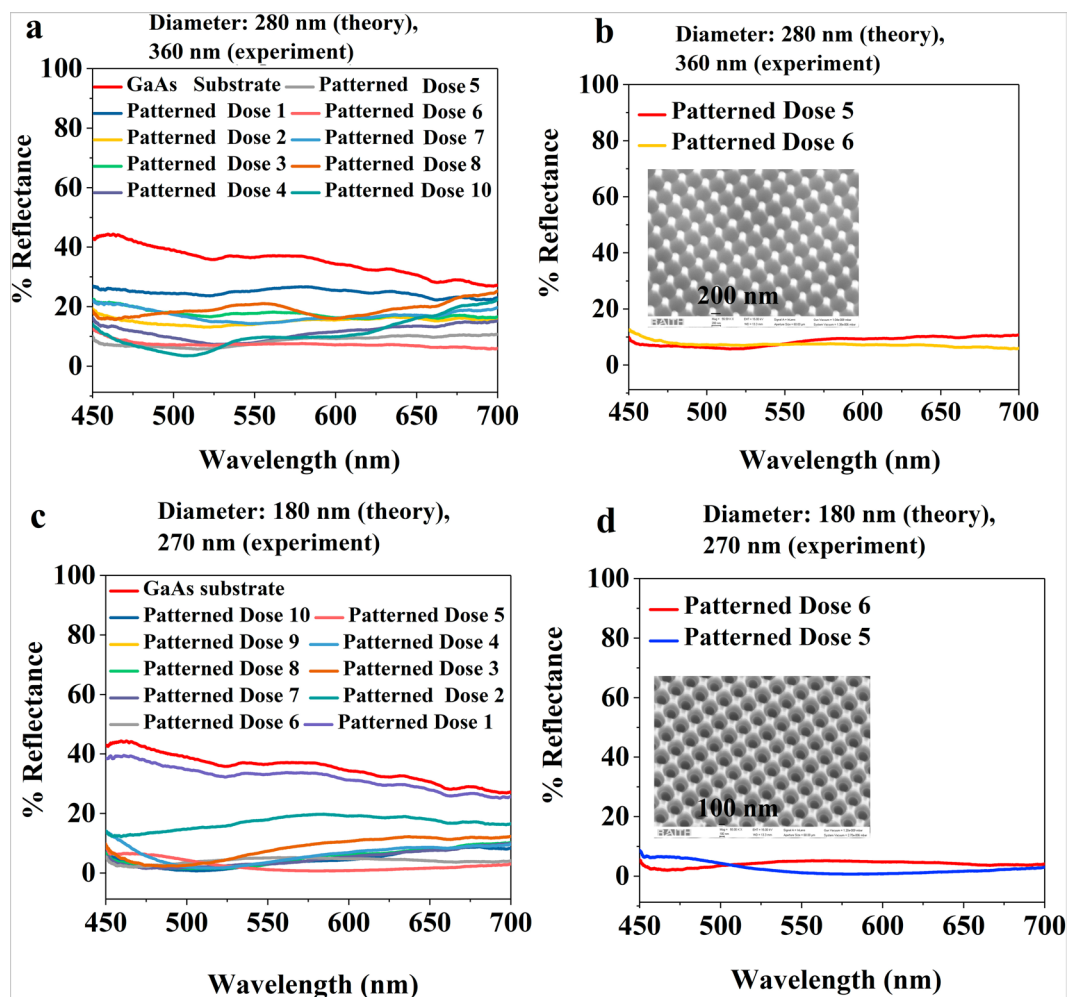 a
Diameter: 280 nm (theory),
360 nm (experiment)
100
80
60
40
20
0
% Reflectance
GaAs Substrate
Patterned Dose 5
Patterned Dose 1
Patterned Dose 6
Patterned Dose 2
Patterned Dose 7
Patterned Dose 3
Patterned Dose 8
Patterned Dose 4
Patterned Dose 10
450 500 550 600 650 700
Wavelength (nm)
b
Diameter: 280 nm (theory),
360 nm (experiment)
100
80
60
40
20
0
% Reflectance
Patterned Dose 5
Patterned Dose 6
200 nm
RAITH
450 500 550 600 650 700
Wavelength (nm)
c
Diameter: 180 nm (theory),
270 nm (experiment)
100
80
60
40
20
0
% Reflectance
GaAs substrate
Patterned Dose 10
Patterned Dose 5
Patterned Dose 9
Patterned Dose 4
Patterned Dose 8
Patterned Dose 3
Patterned Dose 7
Patterned Dose 2
Patterned Dose 6
Patterned Dose 1
450 500 550 600 650 700
Wavelength (nm)
d
Diameter: 180 nm (theory),
270 nm (experiment)
100
80
60
40
20
0
% Reflectance
Patterned Dose 6
Patterned Dose 5
100 nm
RAITH
450 500 550 600 650 700
Wavelength (nm)